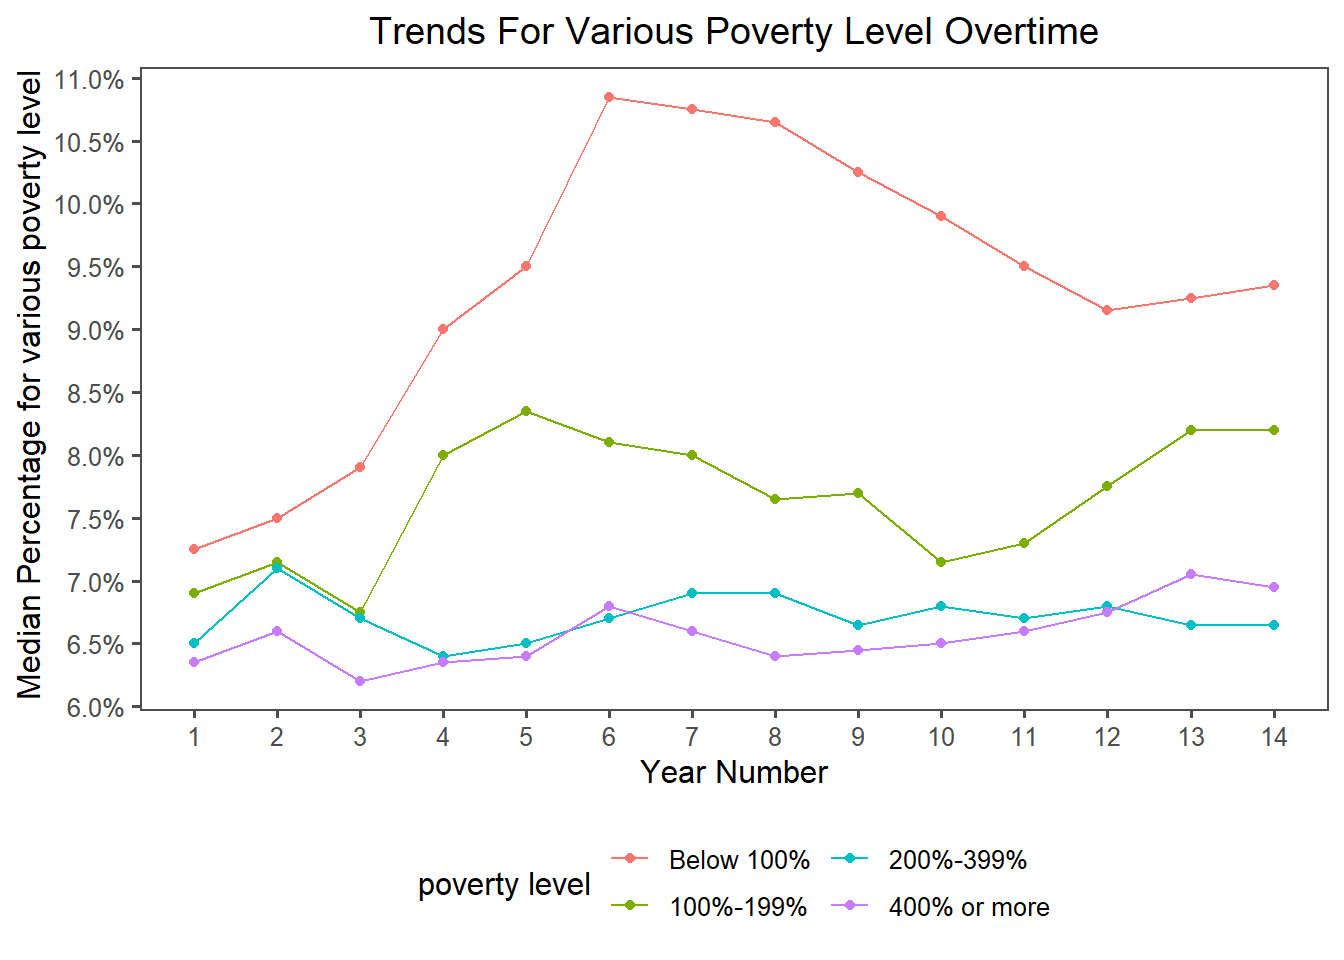 Trends For Various Poverty Level Overtime
Median Percentage for various poverty level
11.0%
10.5%
10.0%
9.5%
9.0%
8.5%
8.0%
7.5%
7.0%
6.5%
6.0%
1 2 3 4 5 6 7 8 9 10 11 12 13 14
Year Number
poverty level
Below 100% 200%-399%
100%-199% 400% or more